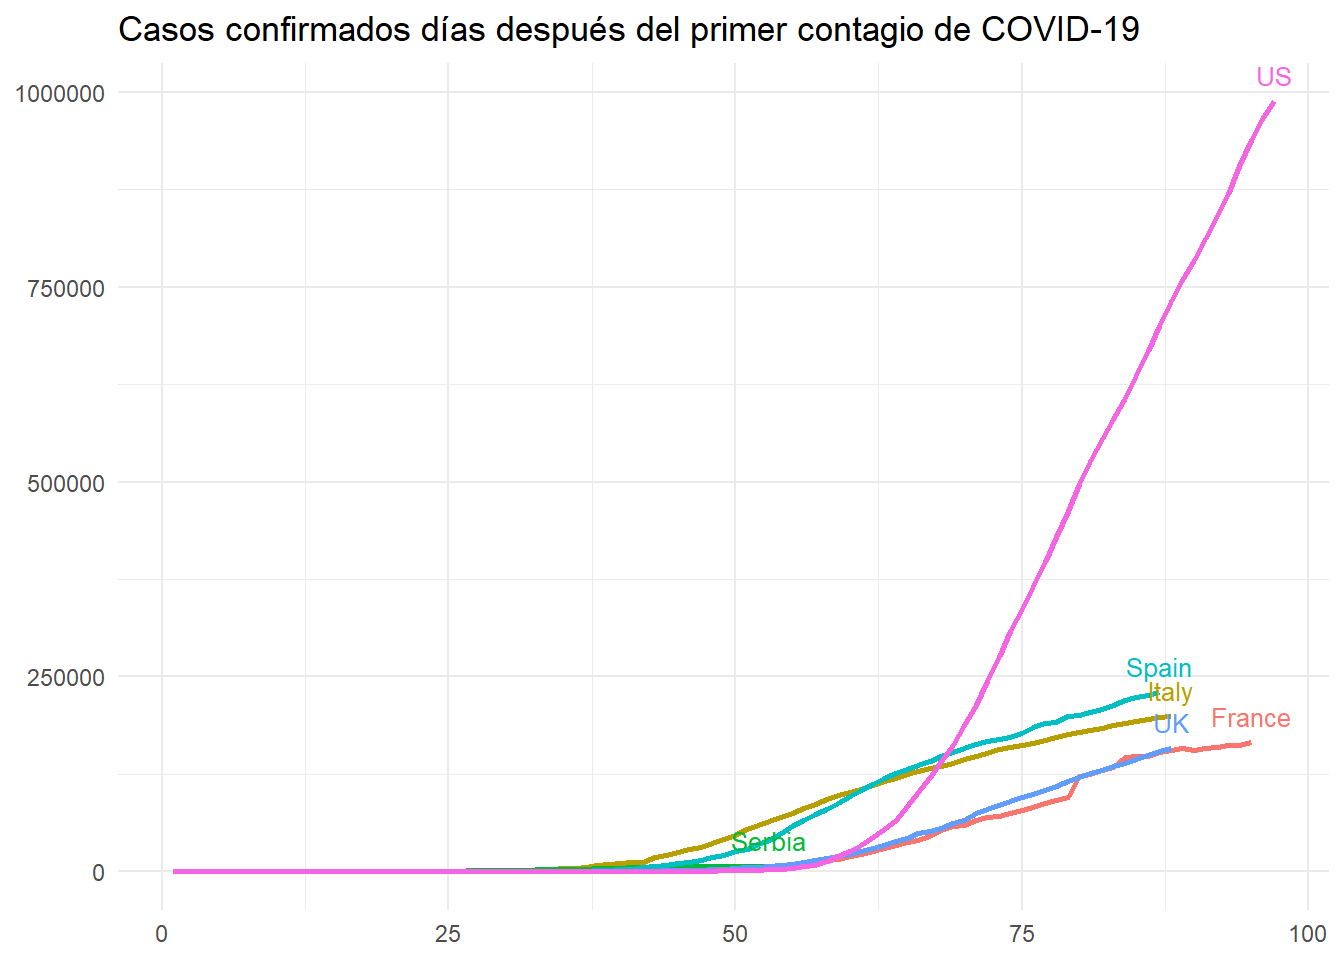 Casos confirmados días después del primer contagio de COVID-19
US
1000000
750000
500000
250000
Spain
Italy
UK
France
Serbia
0
0 25 50 75 100